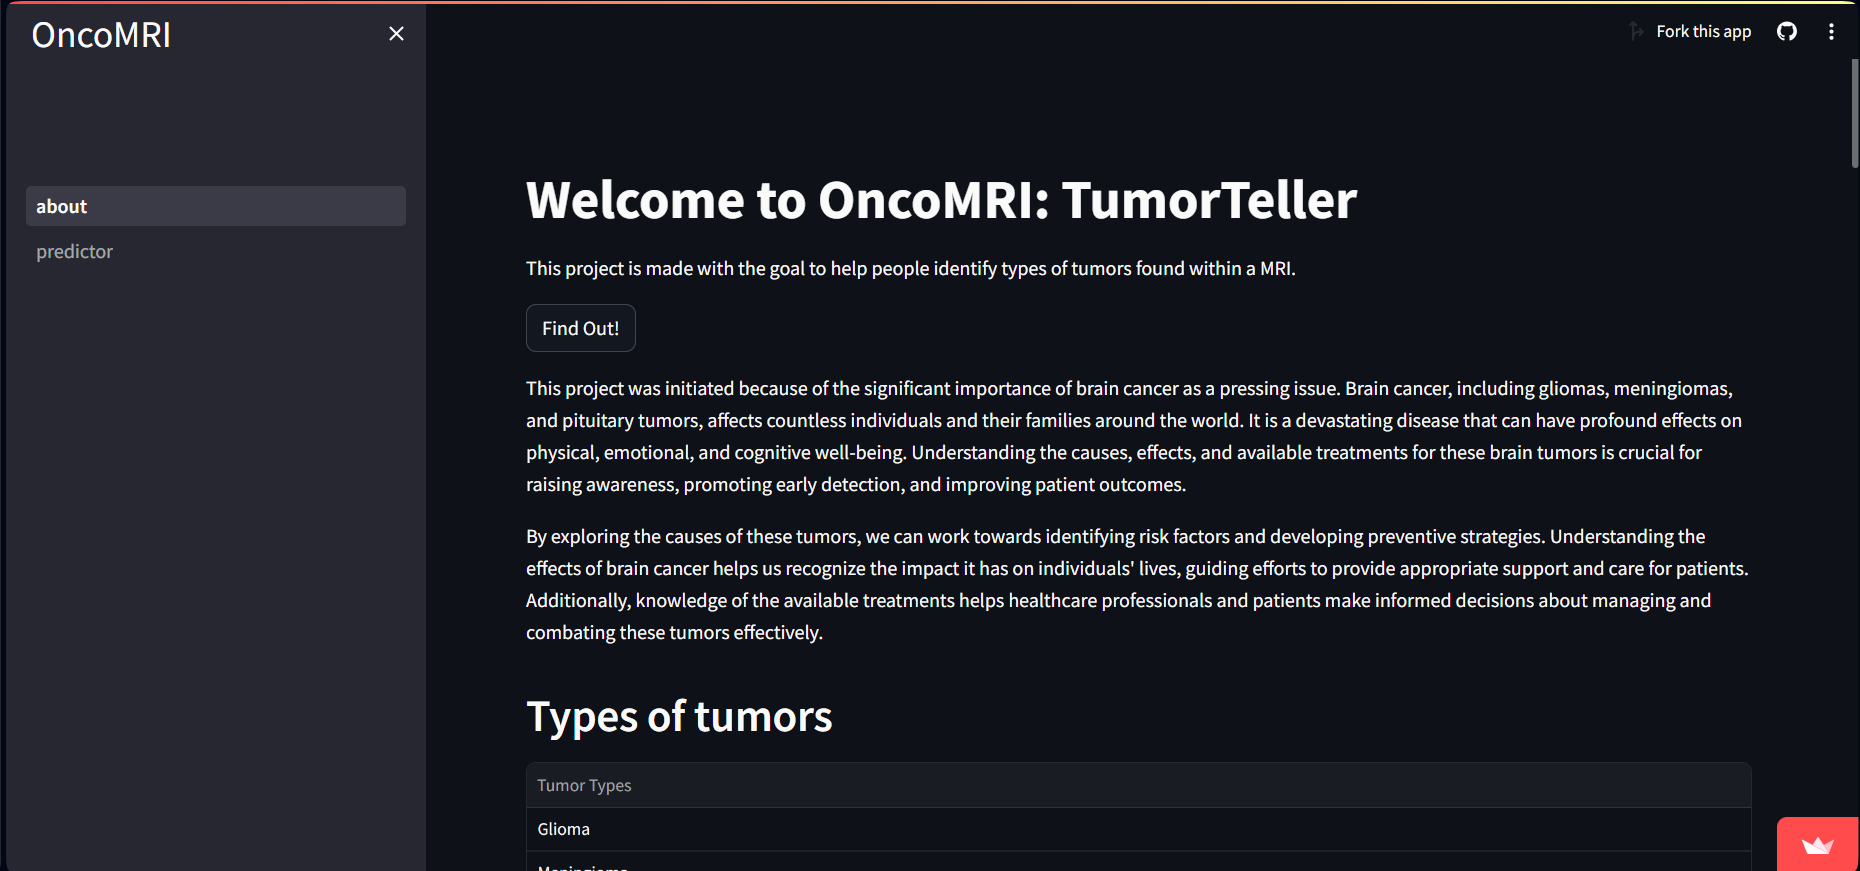 OncoMRI
Fork this app
about
predictor
Welcome to OncoMRI: TumorTeller
This project is made with the goal to help people identify types of tumors found within a MRI.
Find Out!
This project was initiated because of the significant importance of brain cancer as a pressing issue. Brain cancer, including gliomas, meningiomas,
and pituitary tumors, affects countless individuals and their families around the world. It is a devastating disease that can have profound effects on
physical, emotional, and cognitive well-being. Understanding the causes, effects, and available treatments for these brain tumors is crucial for
raising awareness, promoting early detection, and improving patient outcomes.
By exploring the causes of these tumors, we can work towards identifying risk factors and developing preventive strategies. Understanding the
effects of brain cancer helps us recognize the impact it has on individuals' lives, guiding efforts to provide appropriate support and care for patients.
Additionally, knowledge of the available treatments helps healthcare professionals and patients make informed decisions about managing and
combating these tumors effectively.
Types of tumors
Tumor Types
Glioma
Meningioma